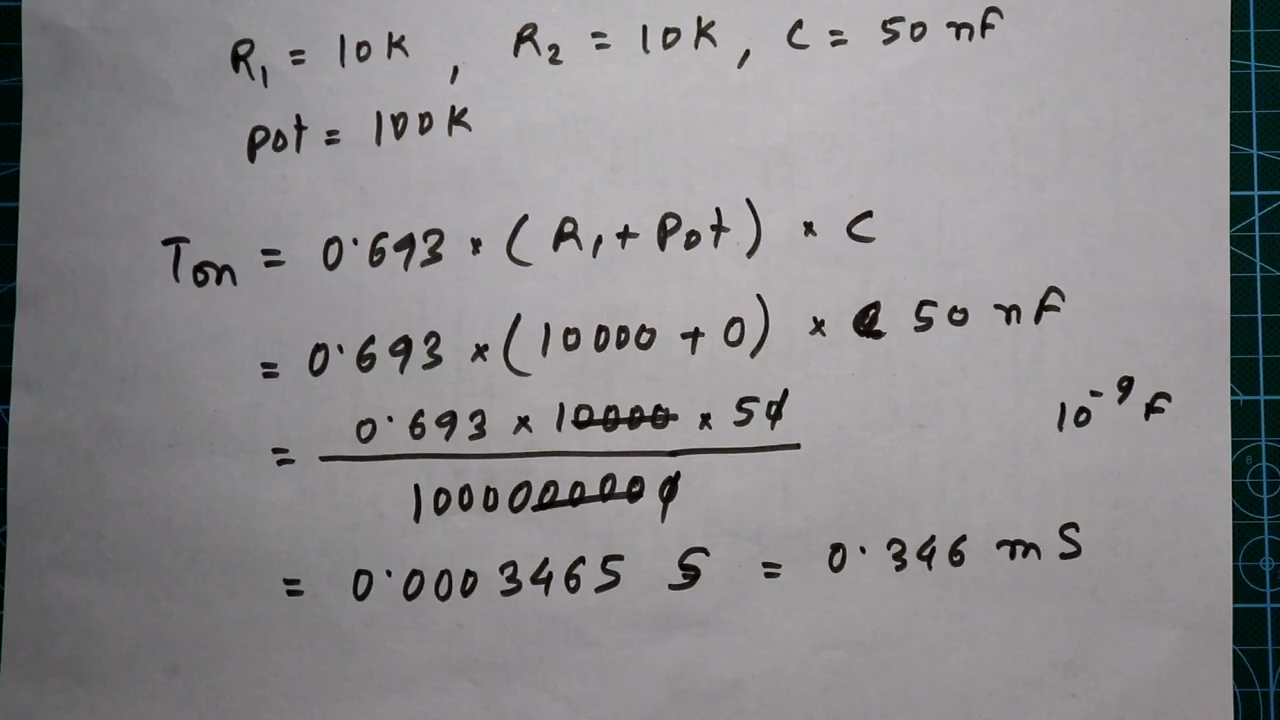 R₁ = 10K , R₂ = 10K , C = 50 nF
Pot = 100K
Ton = 0.693 × (R₁ + Pot) × C
= 0.693 × (10000 + 0) × 50 nF
10⁻⁹ F
0.693 × 10000 × 50
=
1000000000
= 0.0003465 S = 0.346 mS